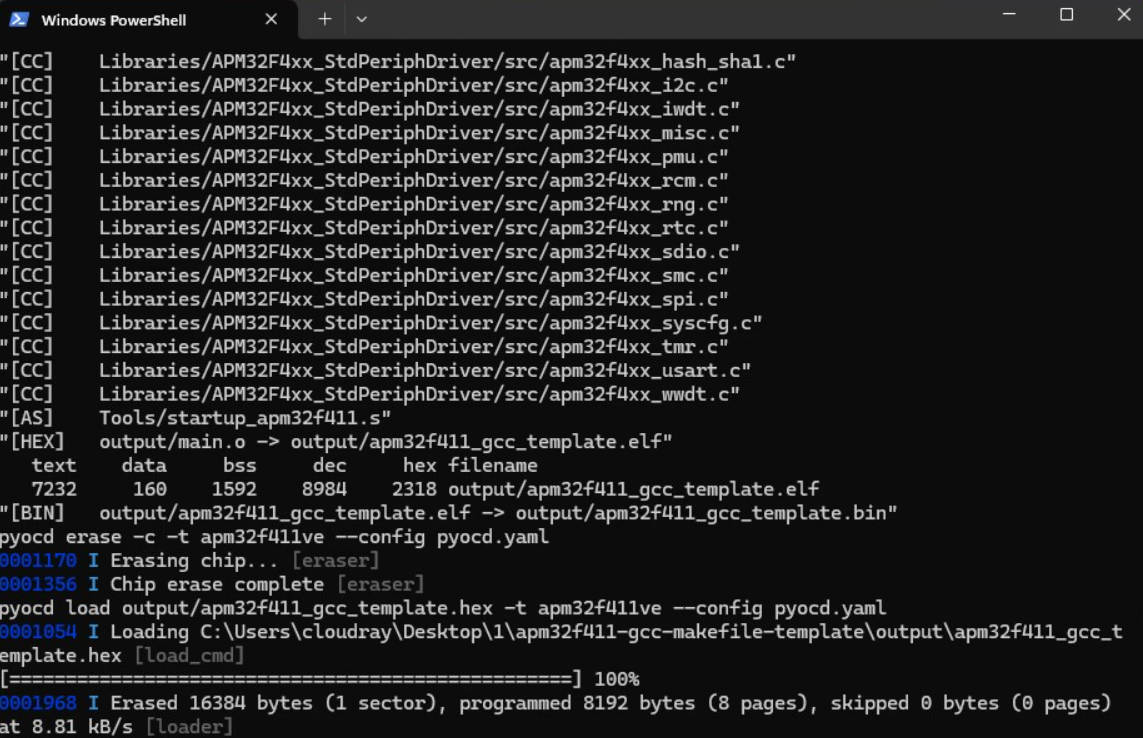 Windows PowerShell
"[CC]    Libraries/APM32F4xx_StdPeriphDriver/src/apm32f4xx_hash_sha1.c"
"[CC]    Libraries/APM32F4xx_StdPeriphDriver/src/apm32f4xx_i2c.c"
"[CC]    Libraries/APM32F4xx_StdPeriphDriver/src/apm32f4xx_iwdt.c"
"[CC]    Libraries/APM32F4xx_StdPeriphDriver/src/apm32f4xx_misc.c"
"[CC]    Libraries/APM32F4xx_StdPeriphDriver/src/apm32f4xx_pmu.c"
"[CC]    Libraries/APM32F4xx_StdPeriphDriver/src/apm32f4xx_rcm.c"
"[CC]    Libraries/APM32F4xx_StdPeriphDriver/src/apm32f4xx_rng.c"
"[CC]    Libraries/APM32F4xx_StdPeriphDriver/src/apm32f4xx_rtc.c"
"[CC]    Libraries/APM32F4xx_StdPeriphDriver/src/apm32f4xx_sdio.c"
"[CC]    Libraries/APM32F4xx_StdPeriphDriver/src/apm32f4xx_smc.c"
"[CC]    Libraries/APM32F4xx_StdPeriphDriver/src/apm32f4xx_spi.c"
"[CC]    Libraries/APM32F4xx_StdPeriphDriver/src/apm32f4xx_syscfg.c"
"[CC]    Libraries/APM32F4xx_StdPeriphDriver/src/apm32f4xx_tmr.c"
"[CC]    Libraries/APM32F4xx_StdPeriphDriver/src/apm32f4xx_usart.c"
"[CC]    Libraries/APM32F4xx_StdPeriphDriver/src/apm32f4xx_wwdt.c"
"[AS]    Tools/startup_apm32f411.s"
"[HEX]   output/main.o -> output/apm32f411_gcc_template.elf"
   text    data     bss     dec     hex filename
   7232     160    1592    8984    2318 output/apm32f411_gcc_template.elf
"[BIN]   output/apm32f411_gcc_template.elf -> output/apm32f411_gcc_template.bin"
pyocd erase -c -t apm32f411ve --config pyocd.yaml
0001170 I Erasing chip... [eraser]
0001356 I Chip erase complete [eraser]
pyocd load output/apm32f411_gcc_template.hex -t apm32f411ve --config pyocd.yaml
0001054 I Loading C:\Users\cloudray\Desktop\1\apm32f411-gcc-makefile-template\output\apm32f411_gcc_t
emplate.hex [load_cmd]
[==================================================] 100%
0001968 I Erased 16384 bytes (1 sector), programmed 8192 bytes (8 pages), skipped 0 bytes (0 pages)
at 8.81 kB/s [loader]